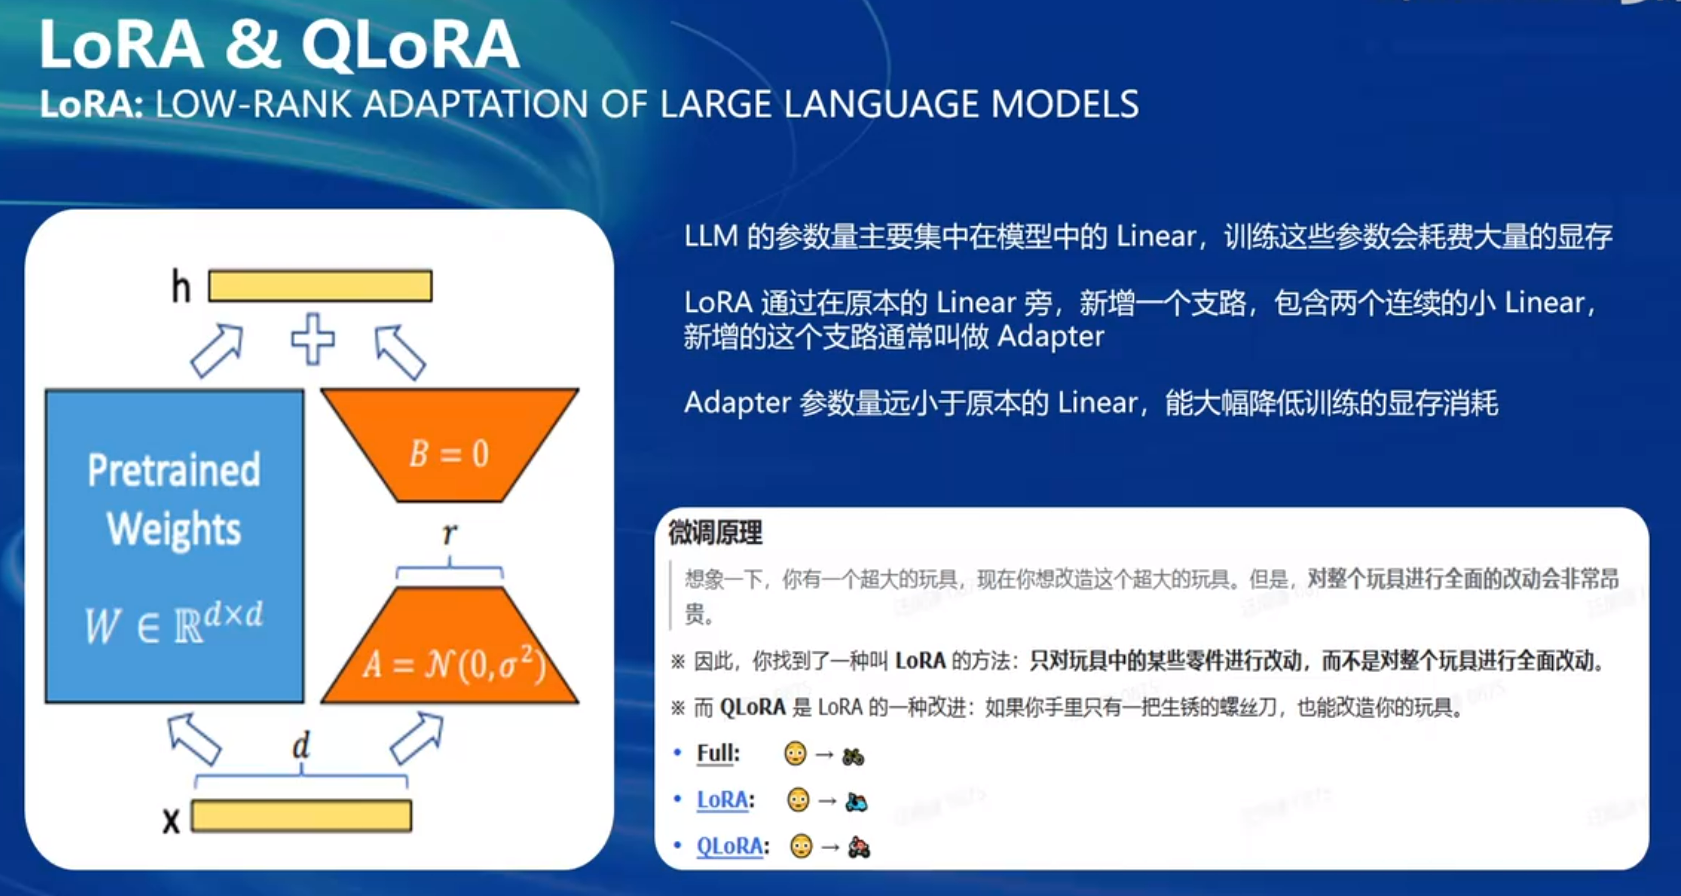 LoRA & QLoRA
LoRA: LOW-RANK ADAPTATION OF LARGE LANGUAGE MODELS
h
Pretrained
Weights
W ∈ ℝ^{d×d}
B = 0
r
A = 𝒩(0, σ²)
d
x
LLM 的参数量主要集中在模型中的 Linear，训练这些参数会耗费大量的显存
LoRA 通过在原本的 Linear 旁，新增一个支路，包含两个连续的小 Linear，
新增的这个支路通常叫做 Adapter
Adapter 参数量远小于原本的 Linear，能大幅降低训练的显存消耗
微调原理
想象一下，你有一个超大的玩具，现在你想改造这个超大的玩具。但是，对整个玩具进行全面的改动会非常昂
贵。
※ 因此，你找到了一种叫 LoRA 的方法：只对玩具中的某些零件进行改动，而不是对整个玩具进行全面改动。
※ 而 QLoRA 是 LoRA 的一种改进：如果你手里只有一把生锈的螺丝刀，也能改造你的玩具。
• Full: 😳 → 🏍
• LoRA: 😳 → 🛵
• QLoRA: 😳 → 🏍